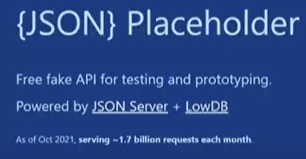 {JSON} Placeholder
Free fake API for testing and prototyping.
Powered by JSON Server + LowDB
As of Oct 2021, serving ~1.7 billion requests each month.